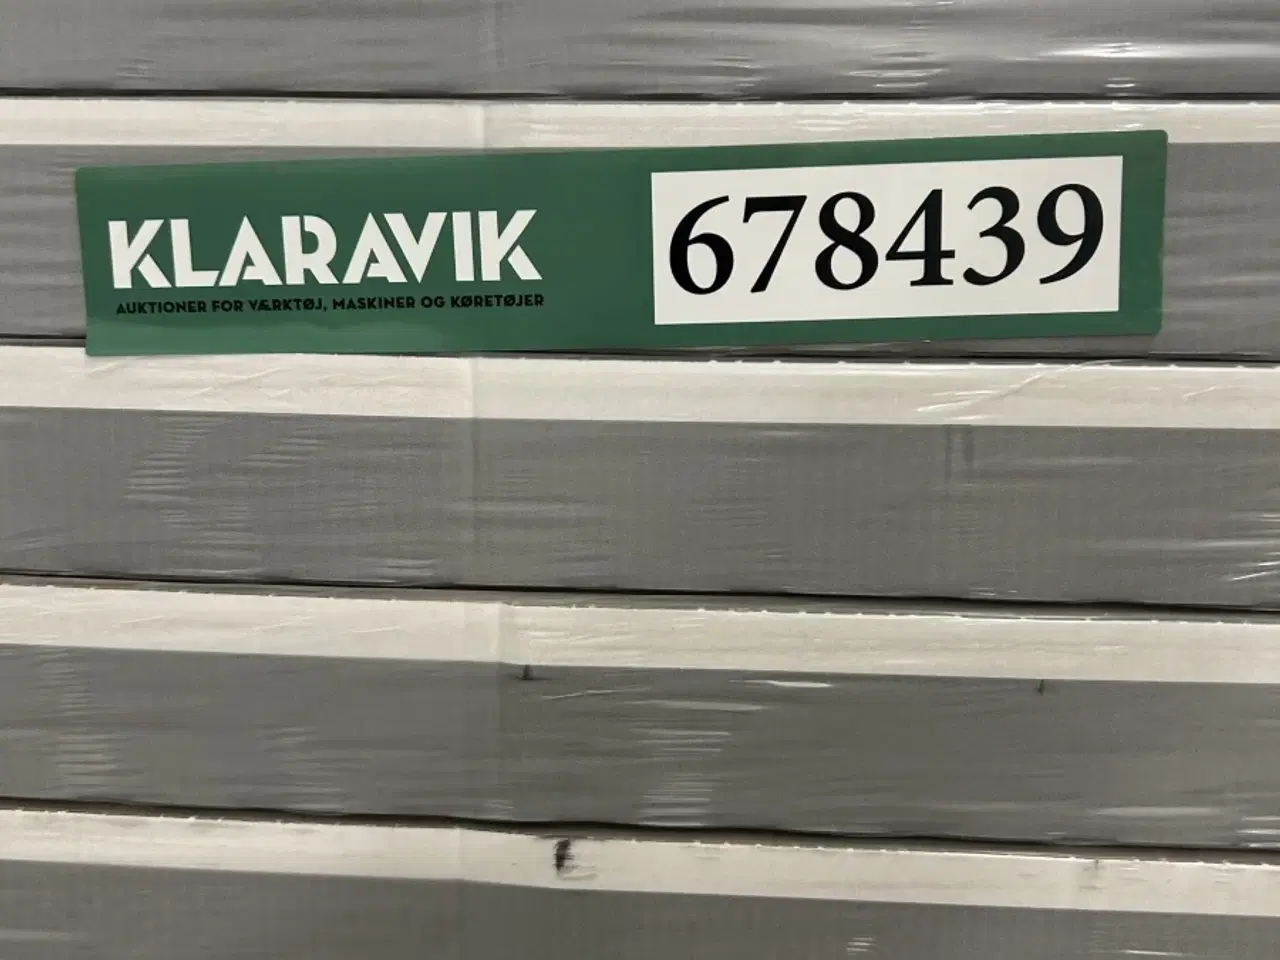 KLARAVIK
AUKTIONER FOR VÆRKTØJ, MASKINER OG KØRETØJER
678439